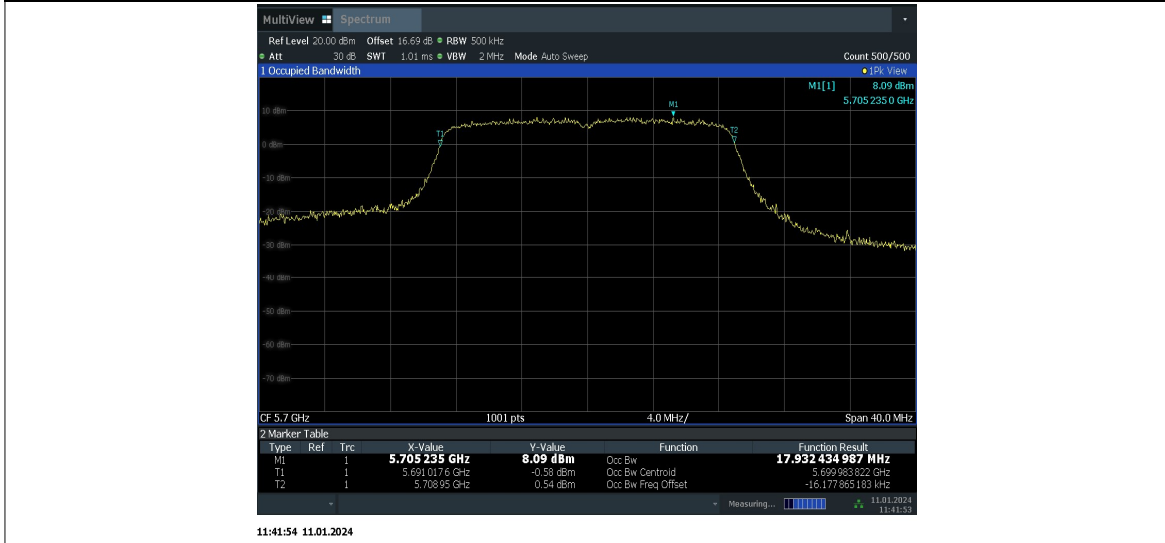 MultiView Spectrum
Ref Level 20.00 dBm Offset 16.69 dB RBW 500 kHz
Att 30 dB SWT 1.01 ms VBW 2 MHz Mode Auto Sweep Count 500/500
1 Occupied Bandwidth 1Pk View
M1[1] 8.09 dBm
5.705 235 0 GHz
M1
10 dBm
T1
T2
0 dBm
-10 dBm
-20 dBm
-30 dBm
-40 dBm
-50 dBm
-60 dBm
-70 dBm
CF 5.7 GHz 1001 pts 4.0 MHz/ Span 40.0 MHz
2 Marker Table
Type Ref Trc X-Value Y-Value Function Function Result
M1 1 5.705 235 GHz 8.09 dBm Occ Bw 17.932 434 987 MHz
T1 1 5.691 017 6 GHz -0.58 dBm Occ Bw Centroid 5.699 983 822 GHz
T2 1 5.708 95 GHz 0.54 dBm Occ Bw Freq Offset -16.177 865 183 kHz
Measuring... 11.01.2024
11:41:53
11:41:54 11.01.2024